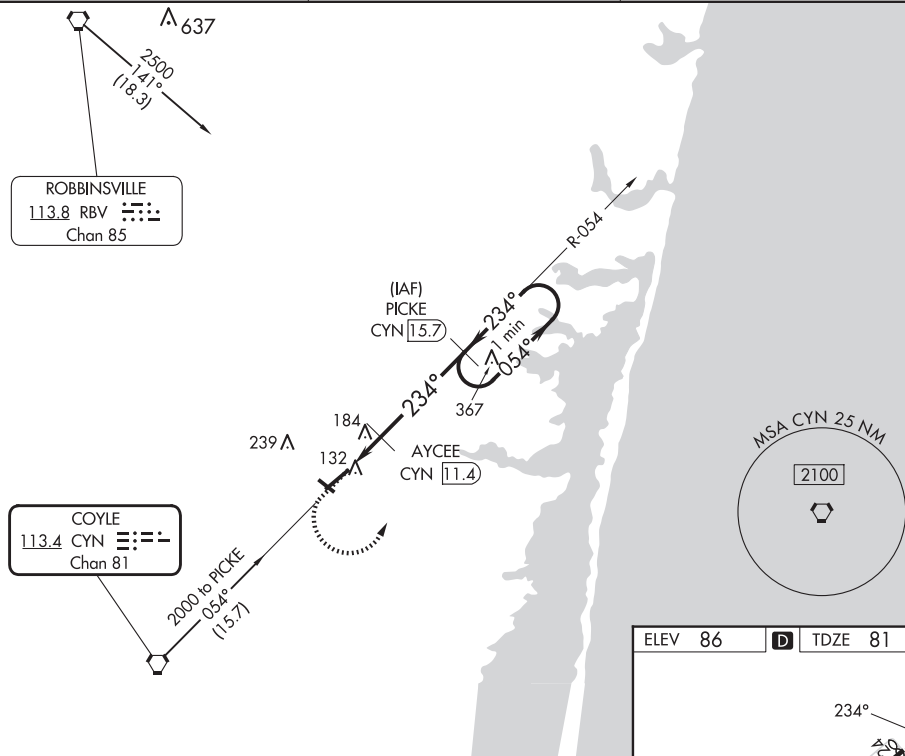 637
2500
141°
(18.3)
ROBBINSVILLE
113.8 RBV
Chan 85
R-054
(IAF)
PICKE
CYN 15.7
234°
1 min
054°
234°
367
184
239
132
AYCEE
CYN 11.4
MSA CYN 25 NM
2100
COYLE
113.4 CYN
Chan 81
2000 to PICKE
054°
(15.7)
ELEV 86 D TDZE 81
234°